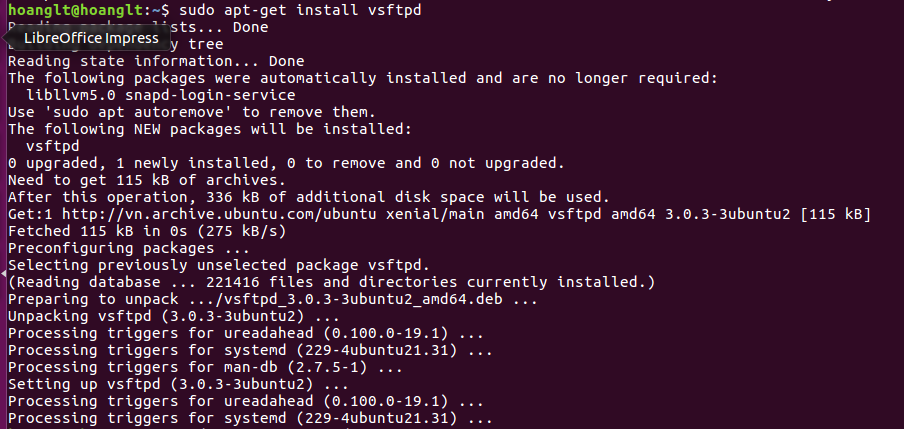 hoanglt@hoanglt:~$ sudo apt-get install vsftpd
lists... Done
LibreOffice Impress
tree
Reading state information... Done
The following packages were automatically installed and are no longer required:
  libllvm5.0 snapd-login-service
Use 'sudo apt autoremove' to remove them.
The following NEW packages will be installed:
  vsftpd
0 upgraded, 1 newly installed, 0 to remove and 0 not upgraded.
Need to get 115 kB of archives.
After this operation, 336 kB of additional disk space will be used.
Get:1 http://vn.archive.ubuntu.com/ubuntu xenial/main amd64 vsftpd amd64 3.0.3-3ubuntu2 [115 kB]
Fetched 115 kB in 0s (275 kB/s)
Preconfiguring packages ...
Selecting previously unselected package vsftpd.
(Reading database ... 221416 files and directories currently installed.)
Preparing to unpack .../vsftpd_3.0.3-3ubuntu2_amd64.deb ...
Unpacking vsftpd (3.0.3-3ubuntu2) ...
Processing triggers for ureadahead (0.100.0-19.1) ...
Processing triggers for systemd (229-4ubuntu21.31) ...
Processing triggers for man-db (2.7.5-1) ...
Setting up vsftpd (3.0.3-3ubuntu2) ...
Processing triggers for ureadahead (0.100.0-19.1) ...
Processing triggers for systemd (229-4ubuntu21.31) ...